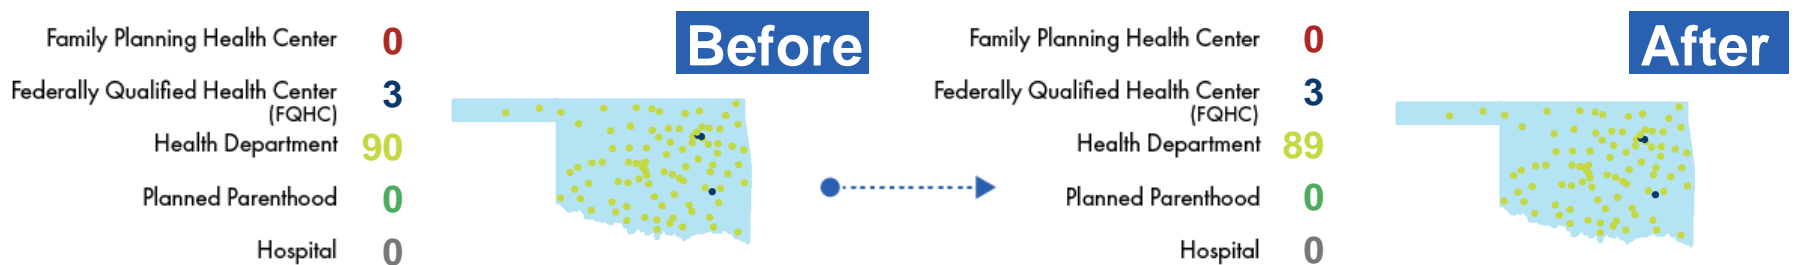 Before
Family Planning Health Center 0
Federally Qualified Health Center 3
(FQHC)
Health Department 90
Planned Parenthood 0
Hospital 0
After
Family Planning Health Center 0
Federally Qualified Health Center 3
(FQHC)
Health Department 89
Planned Parenthood 0
Hospital 0